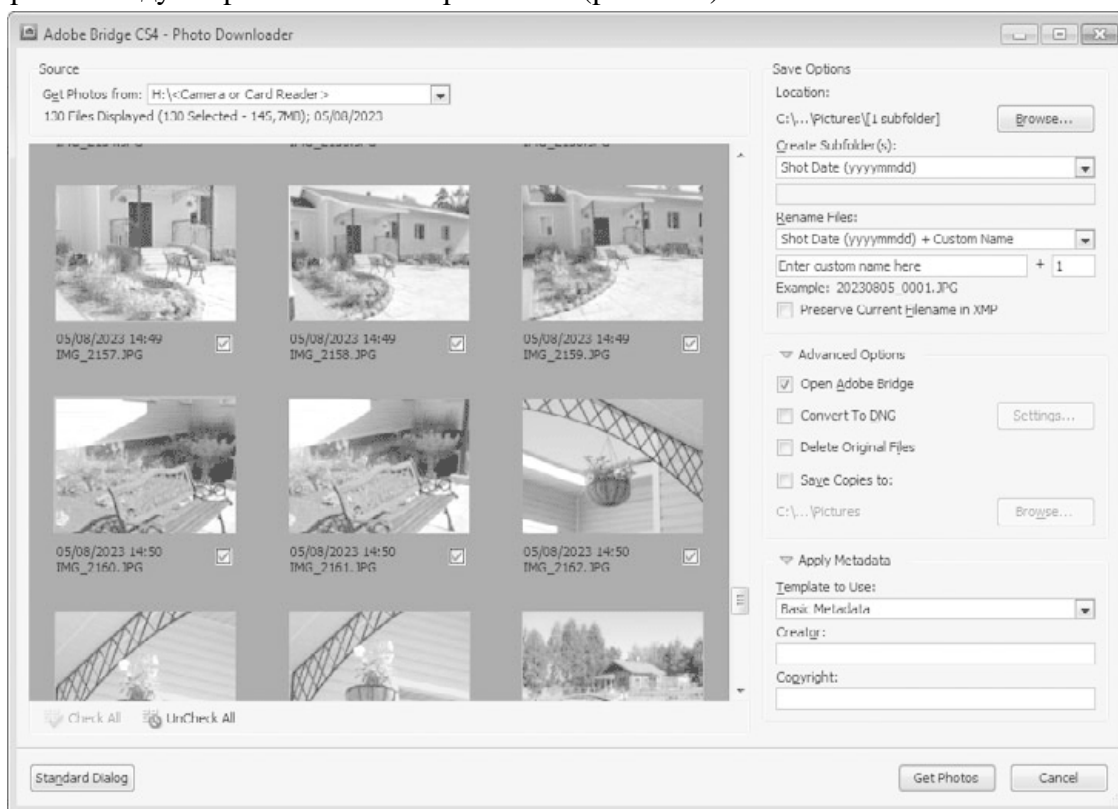 Adobe Bridge CS4 - Photo Downloader
Source
Get Photos from: H:\<Camera or Card Reader>
130 Files Displayed (130 Selected - 145,7MB); 05/08/2023
05/08/2023 14:49
IMG_2157.JPG
05/08/2023 14:49
IMG_2158.JPG
05/08/2023 14:49
IMG_2159.JPG
05/08/2023 14:50
IMG_2160.JPG
05/08/2023 14:50
IMG_2161.JPG
05/08/2023 14:50
IMG_2162.JPG
Check All
UnCheck All
Standard Dialog
Save Options
Location:
C:\...\Pictures\[1 subfolder]
Browse...
Create Subfolder(s):
Shot Date (yyyymmdd)
Rename Files:
Shot Date (yyyymmdd) + Custom Name
Enter custom name here + 1
Example: 20230805_0001.JPG
Preserve Current Filename in XMP
Advanced Options
Open Adobe Bridge
Convert To DNG
Settings...
Delete Original Files
Save Copies to:
C:\...\Pictures
Browse...
Apply Metadata
Template to Use:
Basic Metadata
Creator:
Copyright:
Get Photos
Cancel